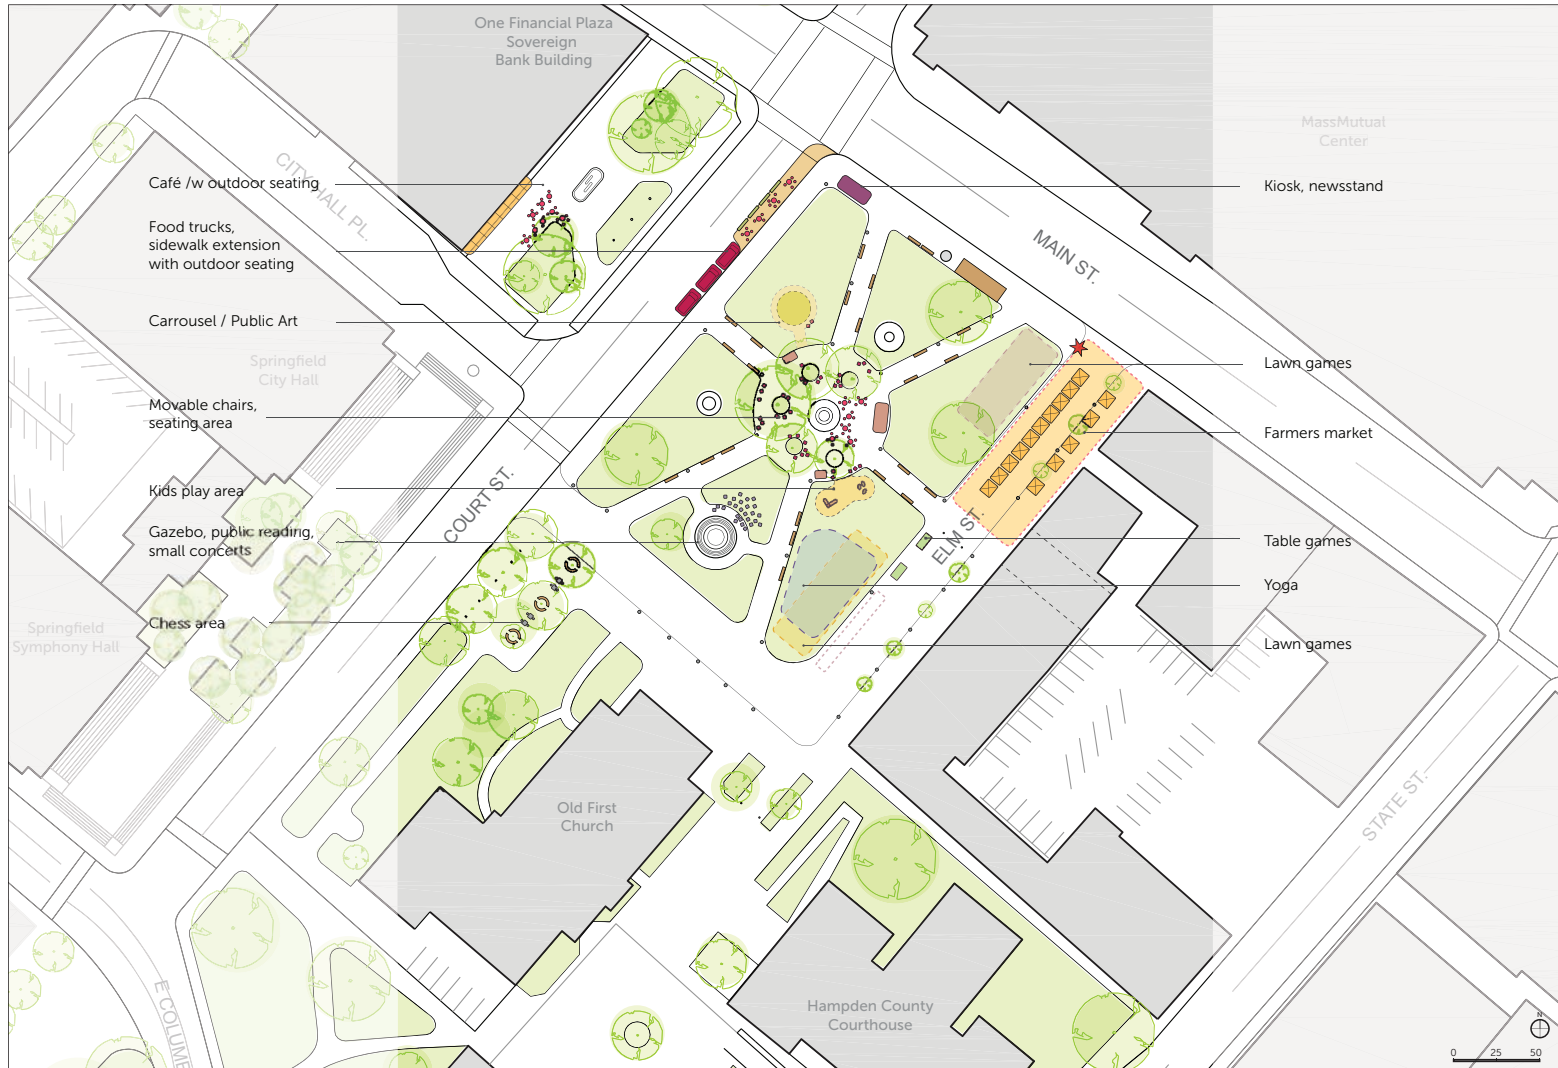 One Financial Plaza
Sovereign
Bank Building
MassMutual
Center
CITY HALL PL.
Café /w outdoor seating
Kiosk, newsstand
Food trucks,
sidewalk extension
with outdoor seating
MAIN ST.
Carrousel / Public Art
Springfield
City Hall
Lawn games
Movable chairs,
seating area
Farmers market
Kids play area
COURT ST.
Gazebo, public reading,
small concerts
ELM ST.
Table games
Yoga
Chess area
Springfield
Symphony Hall
Lawn games
Old First
Church
STATE ST.
E COLUMB
Hampden County
Courthouse
N
0 25 50